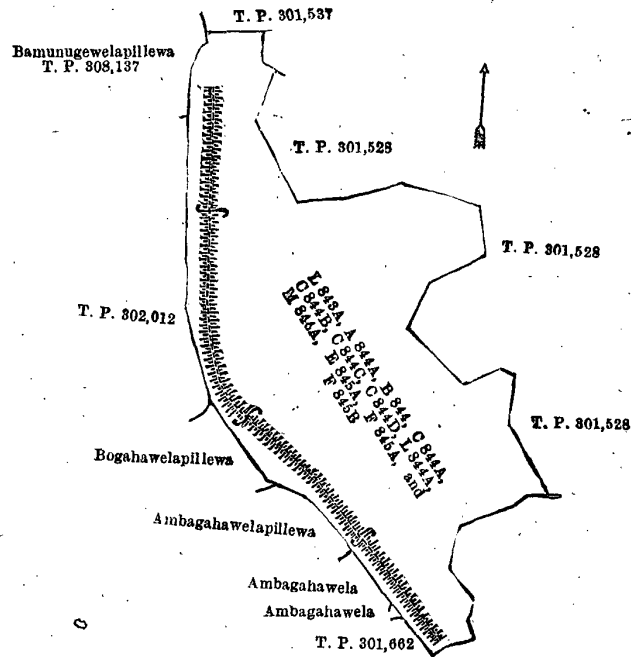 T. P. 301,537
Bamunugewelapillewa
T. P. 308,137
T. P. 301,528
T. P. 301,528
T. P. 302,012
L 843A, A 844A, B 844, C 844A,
C 844B, C 844C, C 844D, L 844A,
M 844A, E 845A, F 845A, and
F 845B
T. P. 301,528
Bogahawelapillewa
Ambagahawelapillewa
Ambagahawela
Ambagahawela
T. P. 301,662